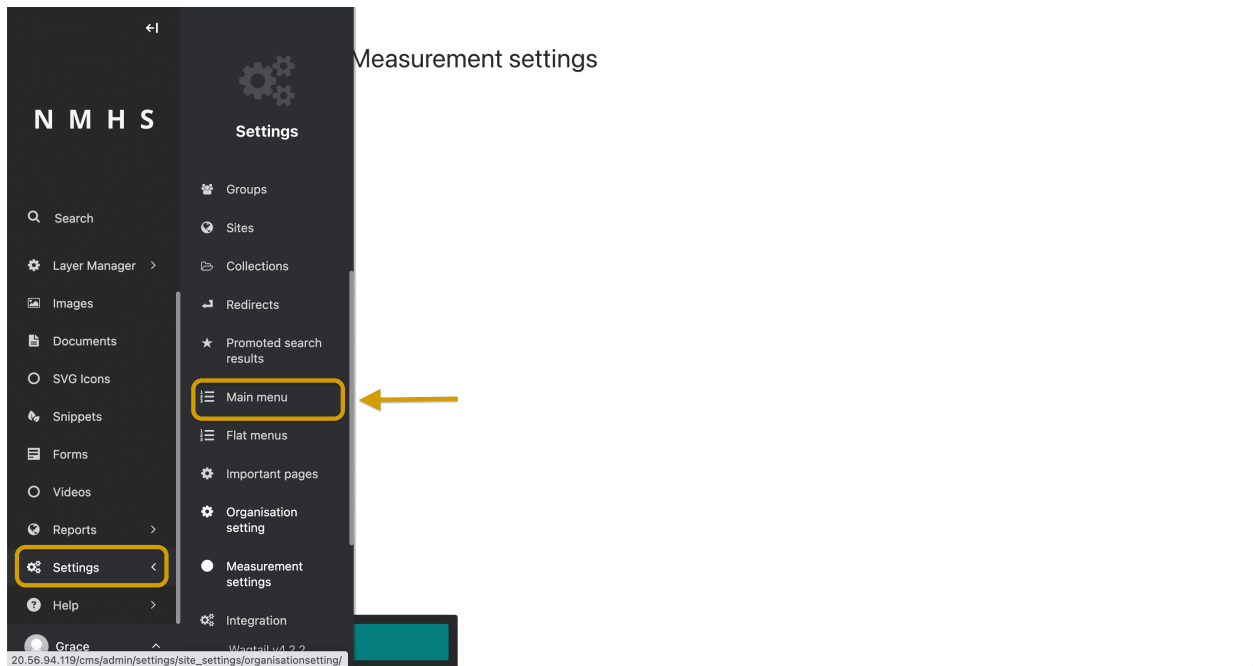 N M H S
Search
Layer Manager
Images
Documents
SVG Icons
Snippets
Forms
Videos
Reports
Settings
Help
Grace
Settings
Groups
Sites
Collections
Redirects
Promoted search
results
Main menu
Flat menus
Important pages
Organisation
setting
Measurement
settings
Integration
Wagtail v4.2.2
Measurement settings
20.56.94.119/cms/admin/settings/site_settings/organisationsetting/